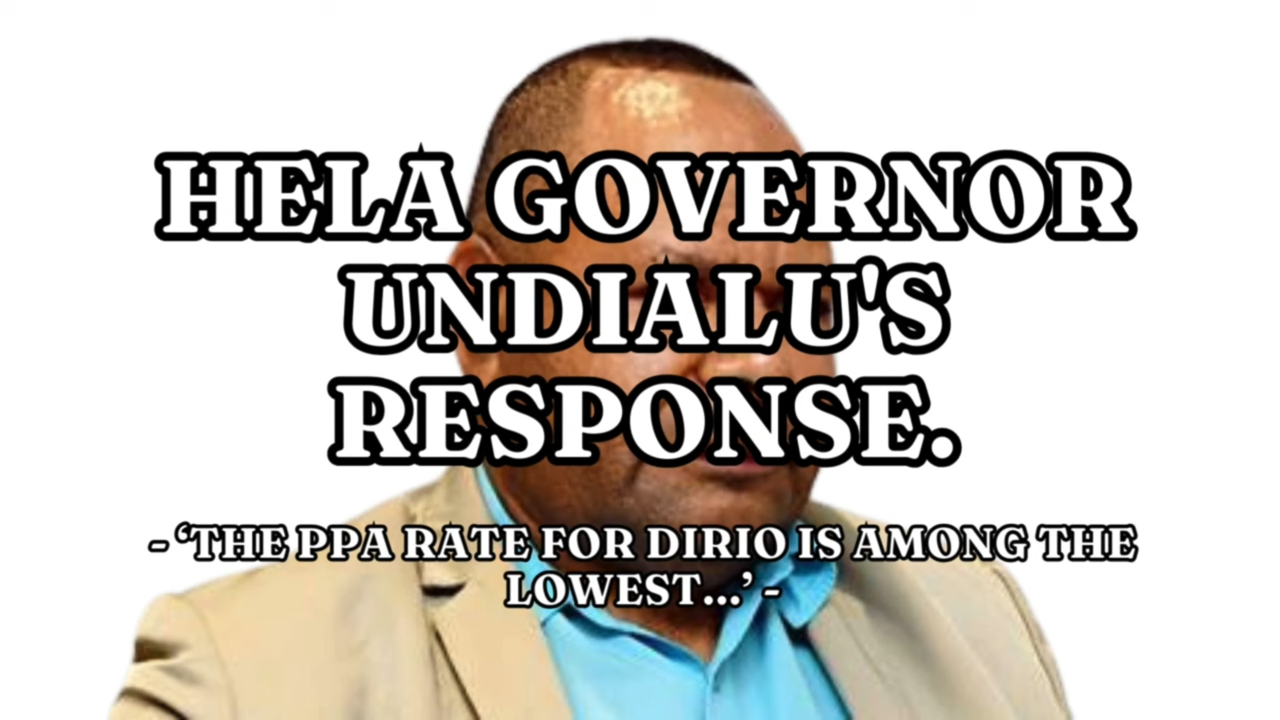 HELA GOVERNOR
UNDIALU'S
RESPONSE.
- ‘THE PPA RATE FOR DIRIO IS AMONG THE
LOWEST...’ -